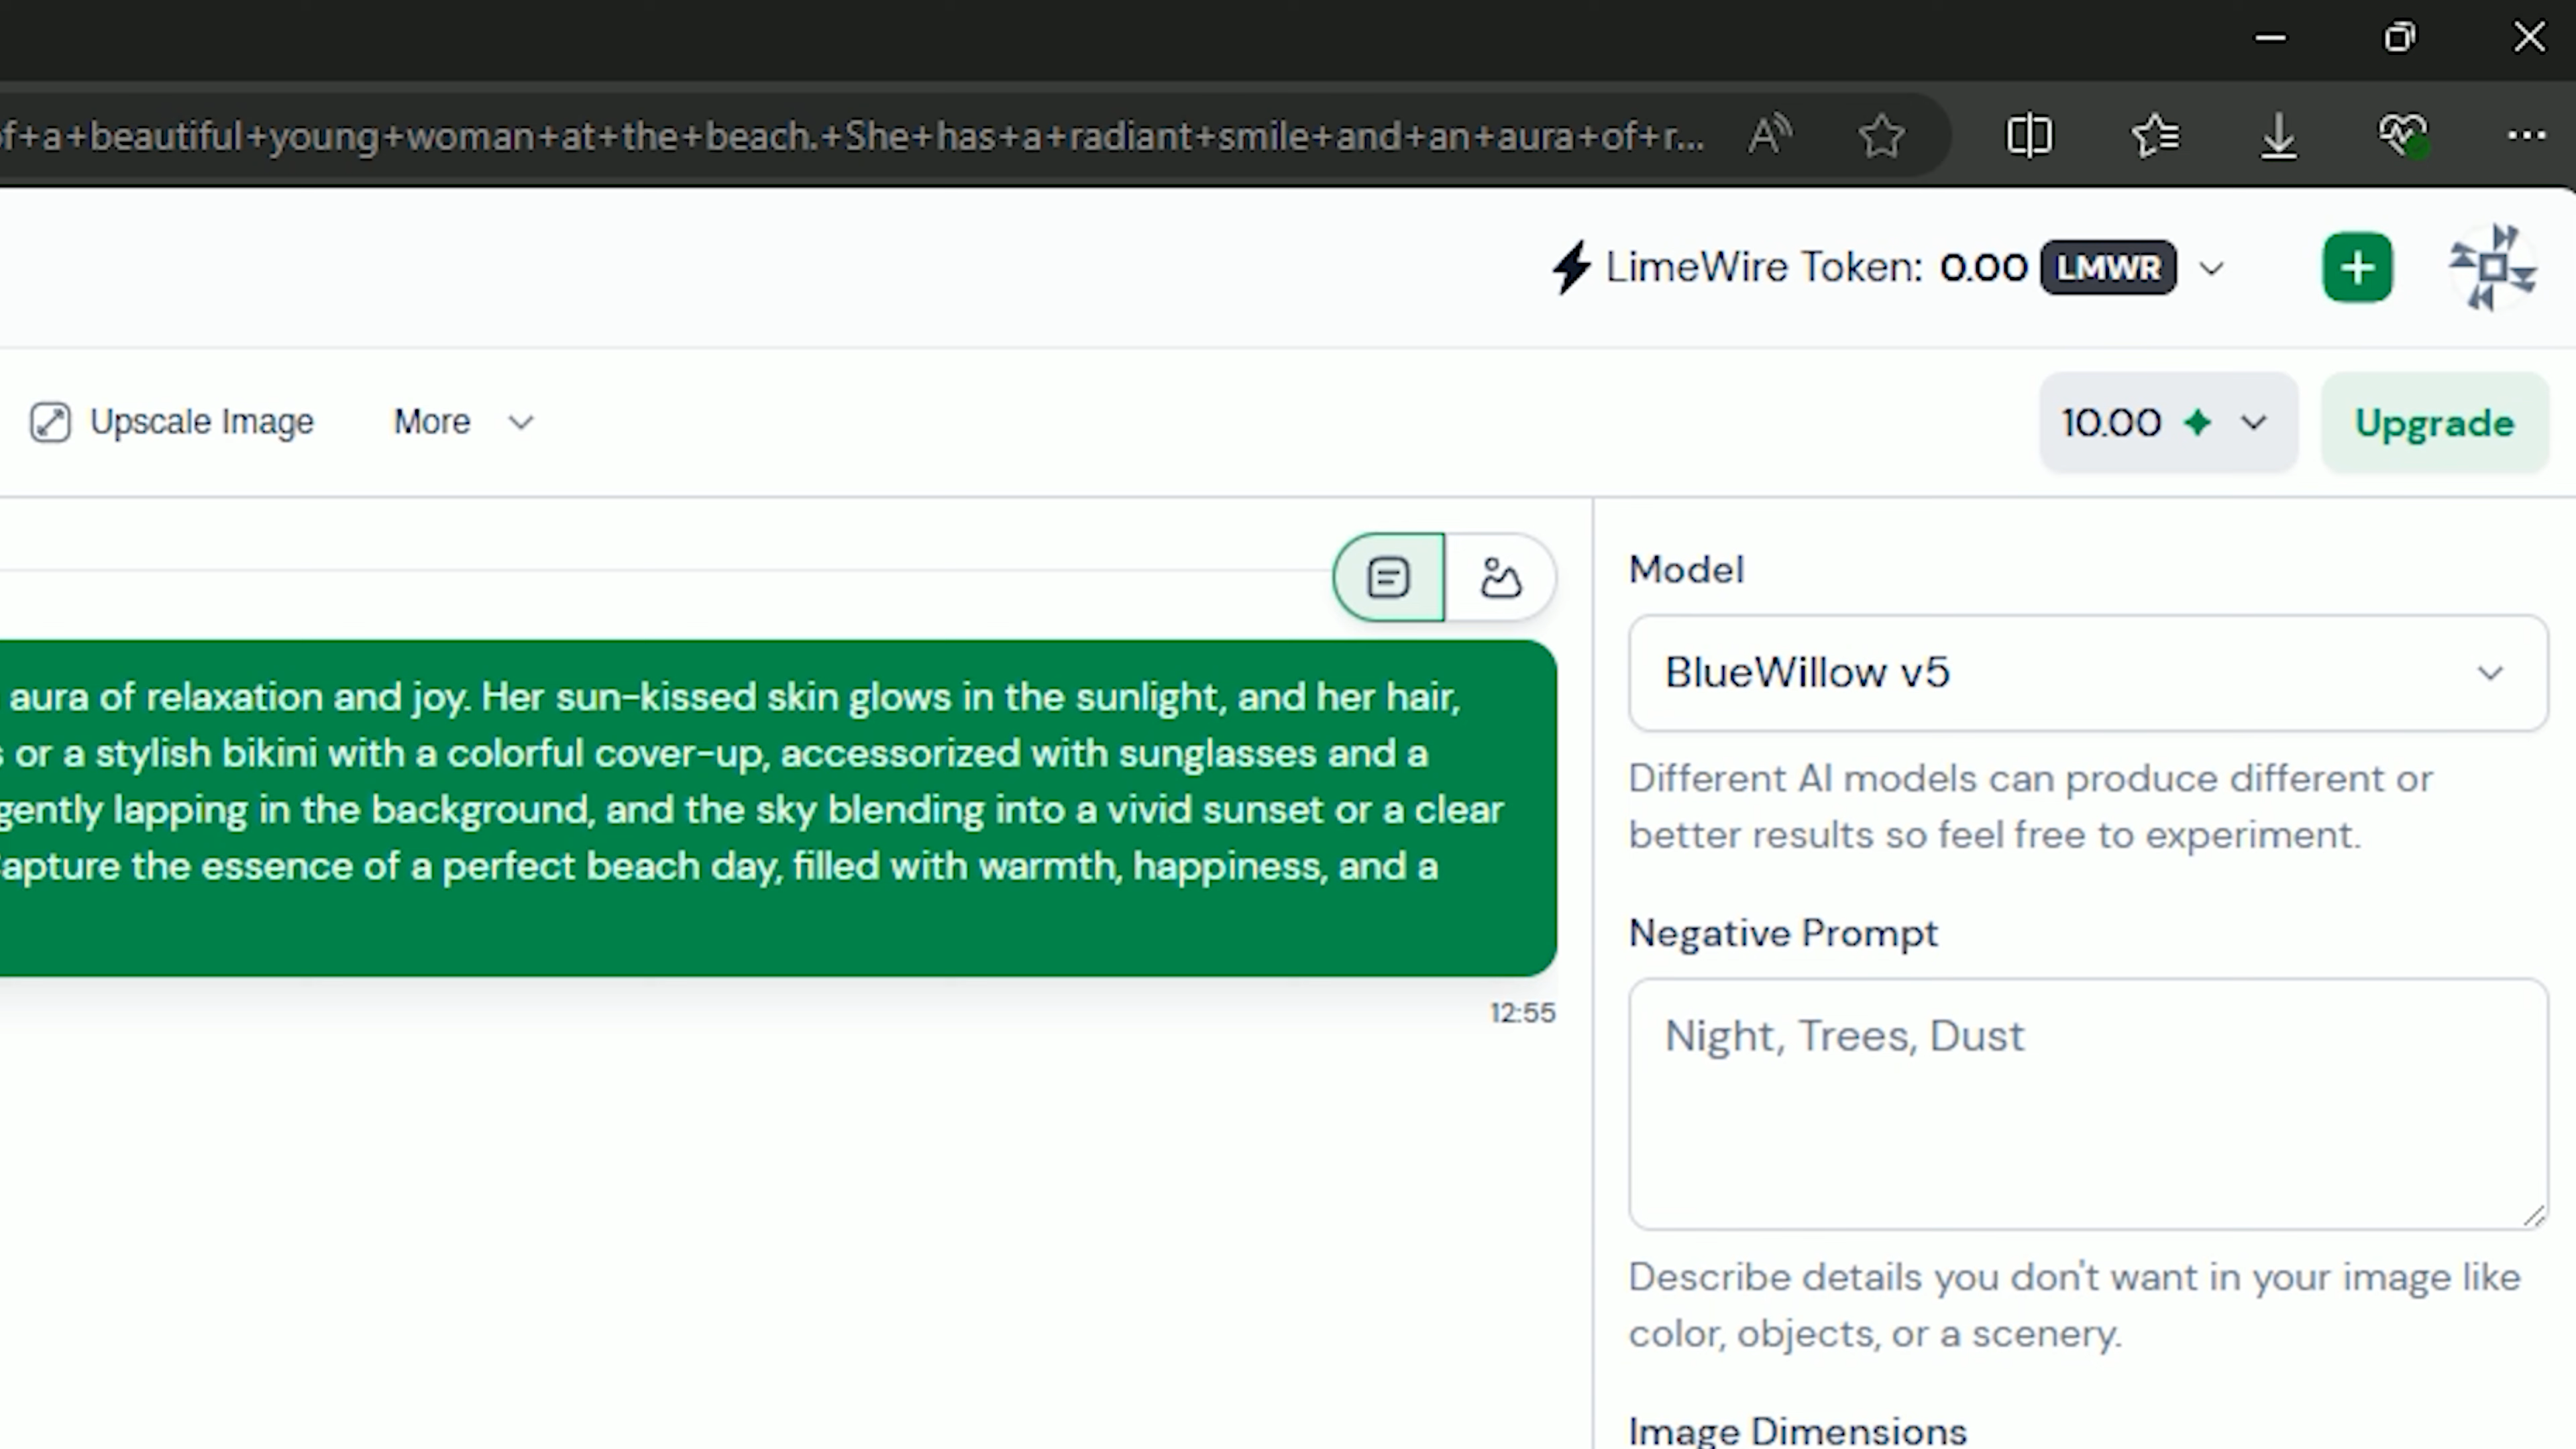 +a+beautiful+young+woman+at+the+beach.+She+has+a+radiant+smile+and+an+aura+of+r...
LimeWire Token: 0.00 LMWR
Upscale Image More 10.00 Upgrade
Model
BlueWillow v5
Different AI models can produce different or
better results so feel free to experiment.
Negative Prompt
Night, Trees, Dust
Describe details you don't want in your image like
color, objects, or a scenery.
Image Dimensions
aura of relaxation and joy. Her sun-kissed skin glows in the sunlight, and her hair,
or a stylish bikini with a colorful cover-up, accessorized with sunglasses and a
gently lapping in the background, and the sky blending into a vivid sunset or a clear
apture the essence of a perfect beach day, filled with warmth, happiness, and a
12:55